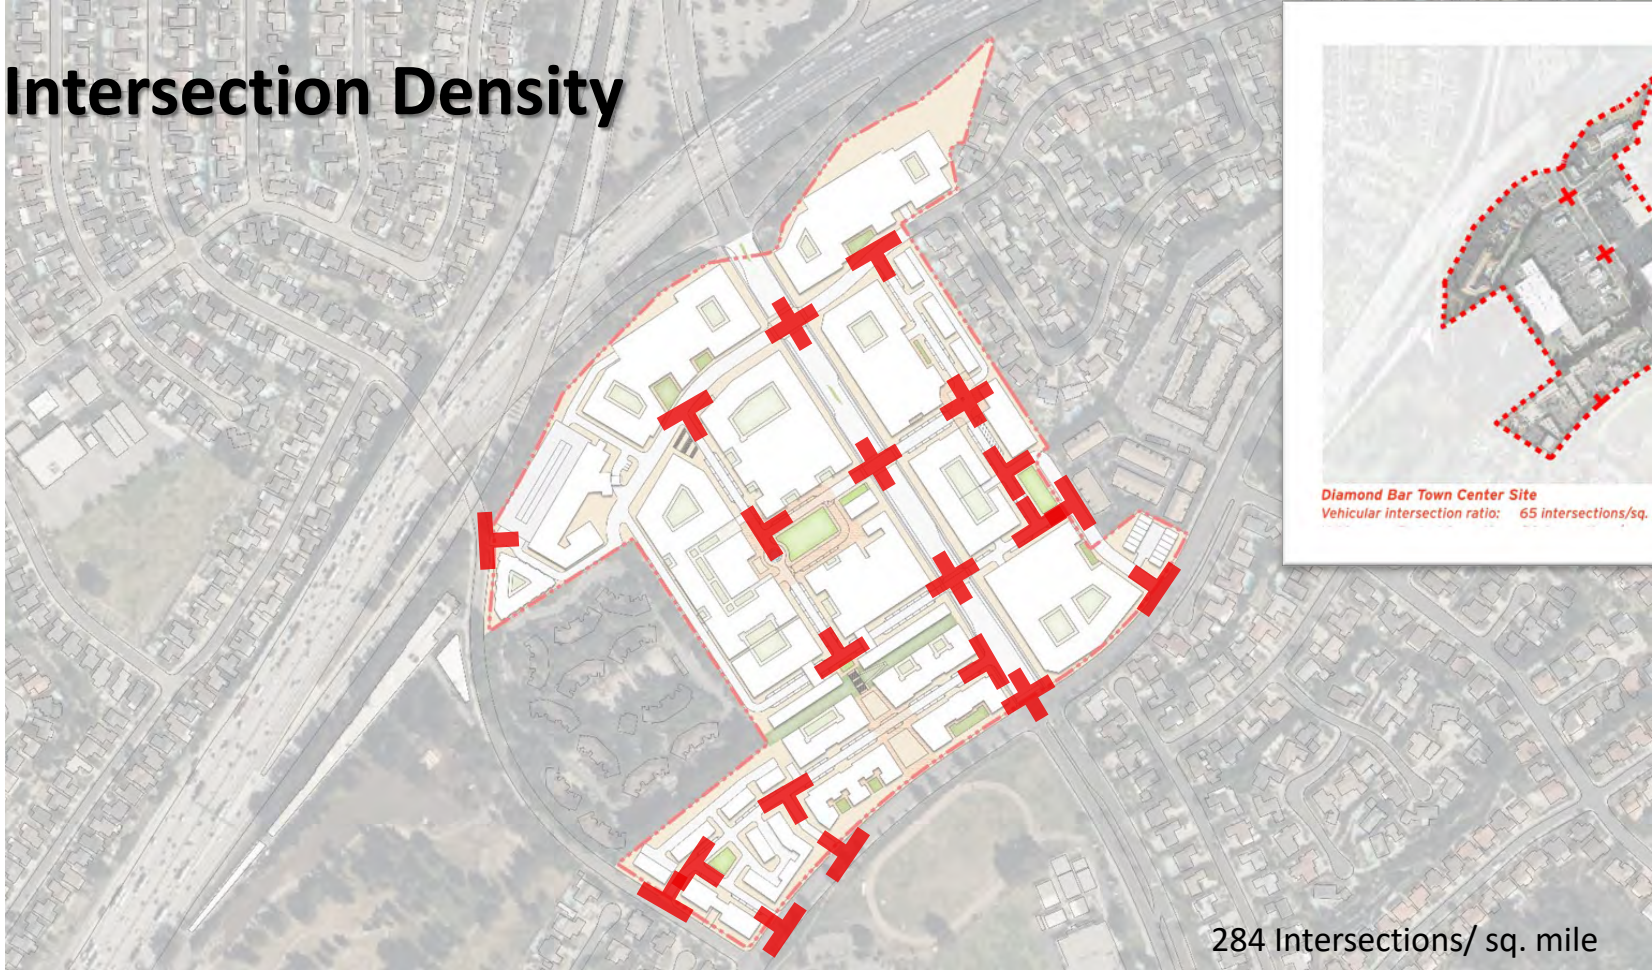 Intersection Density
Diamond Bar Town Center Site
Vehicular intersection ratio: 65 intersections/sq.
284 Intersections/ sq. mile